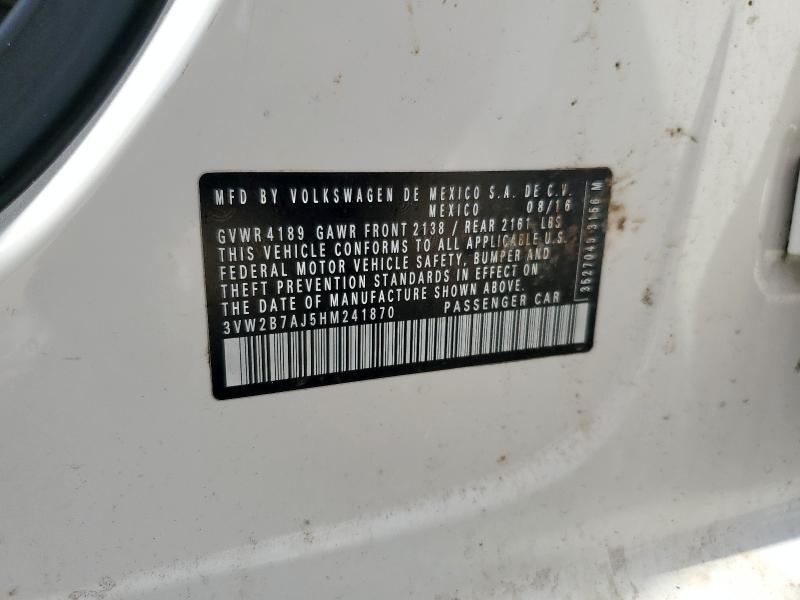 MFD BY VOLKSWAGEN DE MEXICO S.A. DE C.V.
MEXICO 08/16
GVWR 4189 GAWR FRONT 2138 / REAR 2161 LBS
THIS VEHICLE CONFORMS TO ALL APPLICABLE U.S.
FEDERAL MOTOR VEHICLE SAFETY, BUMPER AND
THEFT PREVENTION STANDARDS IN EFFECT ON
THE DATE OF MANUFACTURE SHOWN ABOVE.
3VW2B7AJ5HM241870 PASSENGER CAR
3527043 3156 M